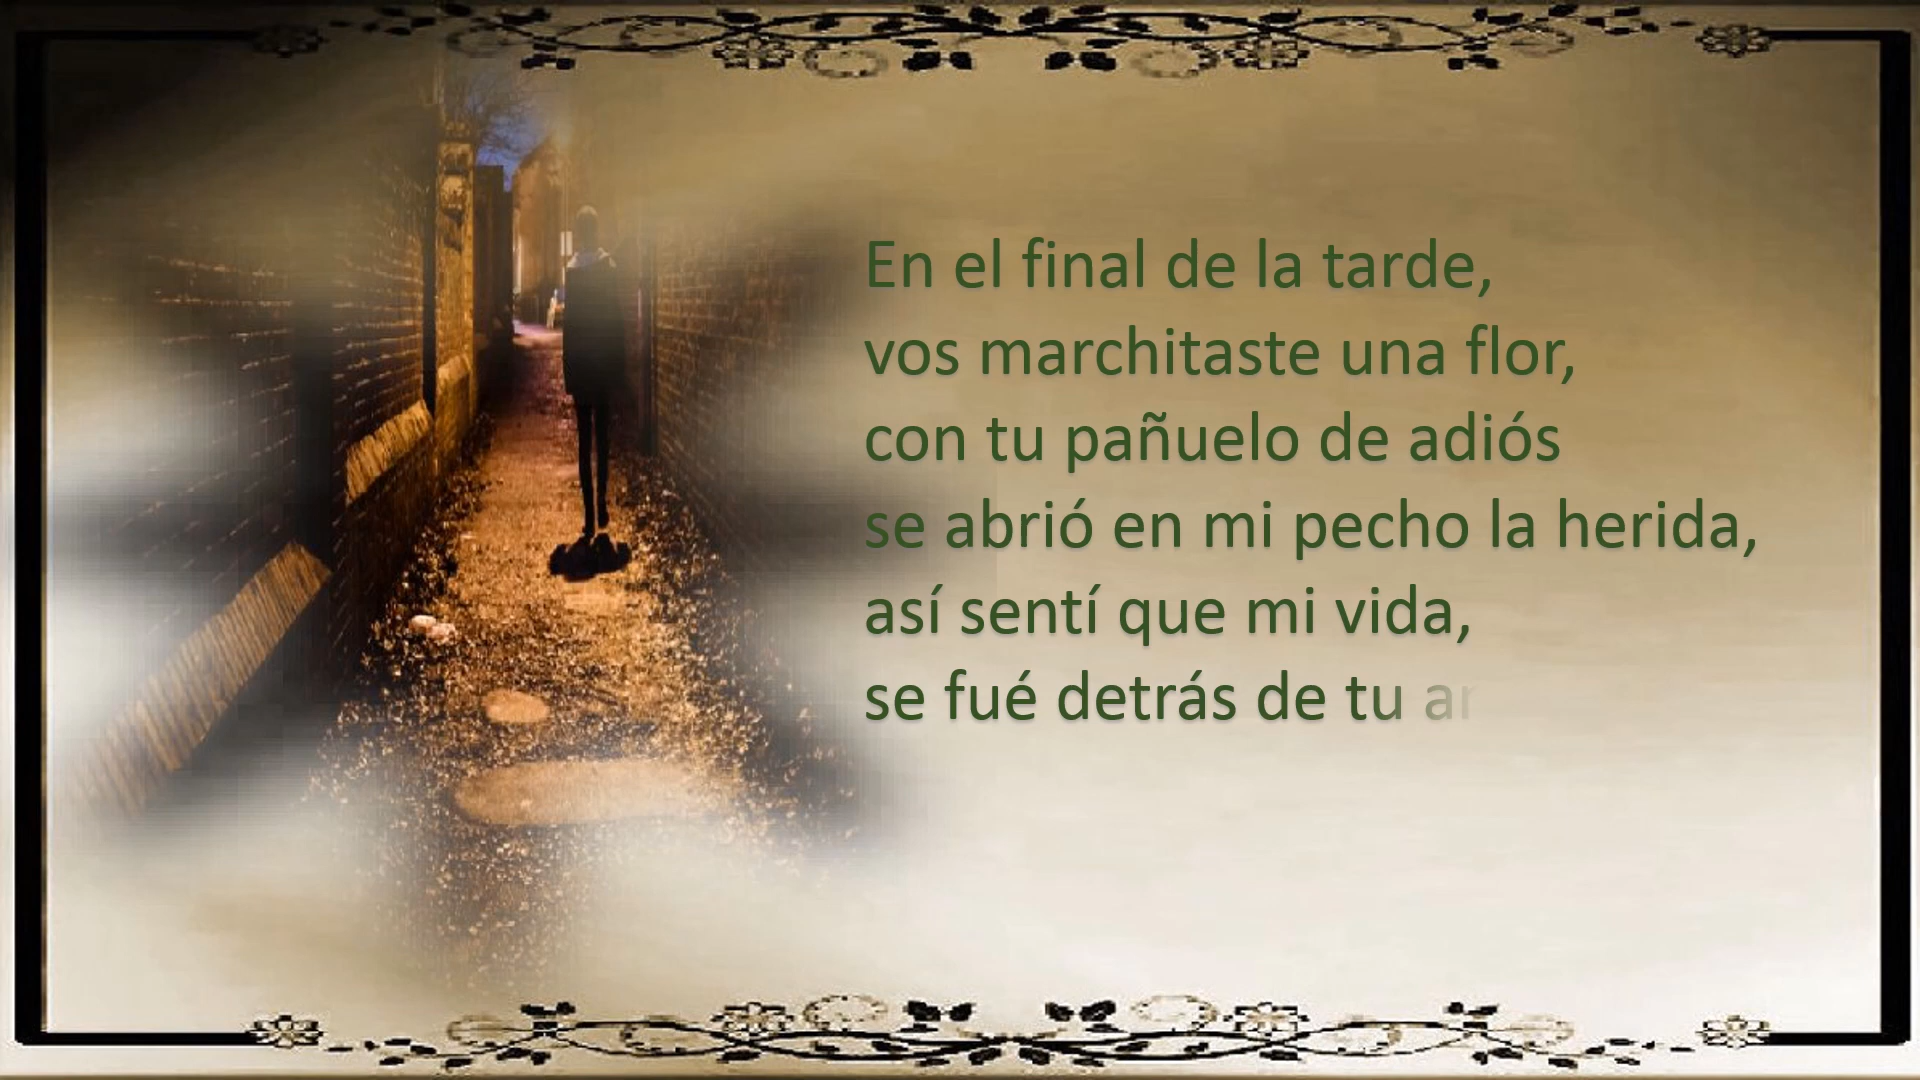 En el final de la tarde,
vos marchitaste una flor,
con tu pañuelo de adiós
se abrió en mi pecho la herida,
así sentí que mi vida,
se fué detrás de tu